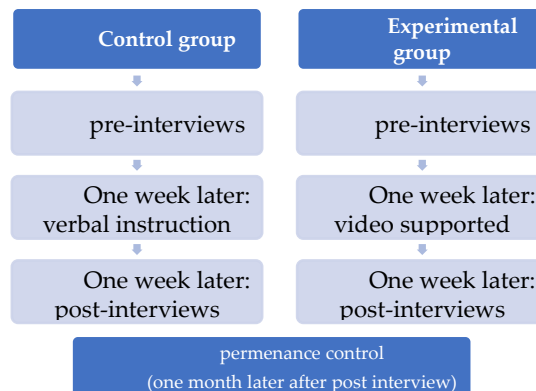 Control group
Experimental
group
pre-interviews
pre-interviews
One week later:
verbal instruction
One week later:
video supported
One week later:
post-interviews
One week later:
post-interviews
permenance control
(one month later after post interview)